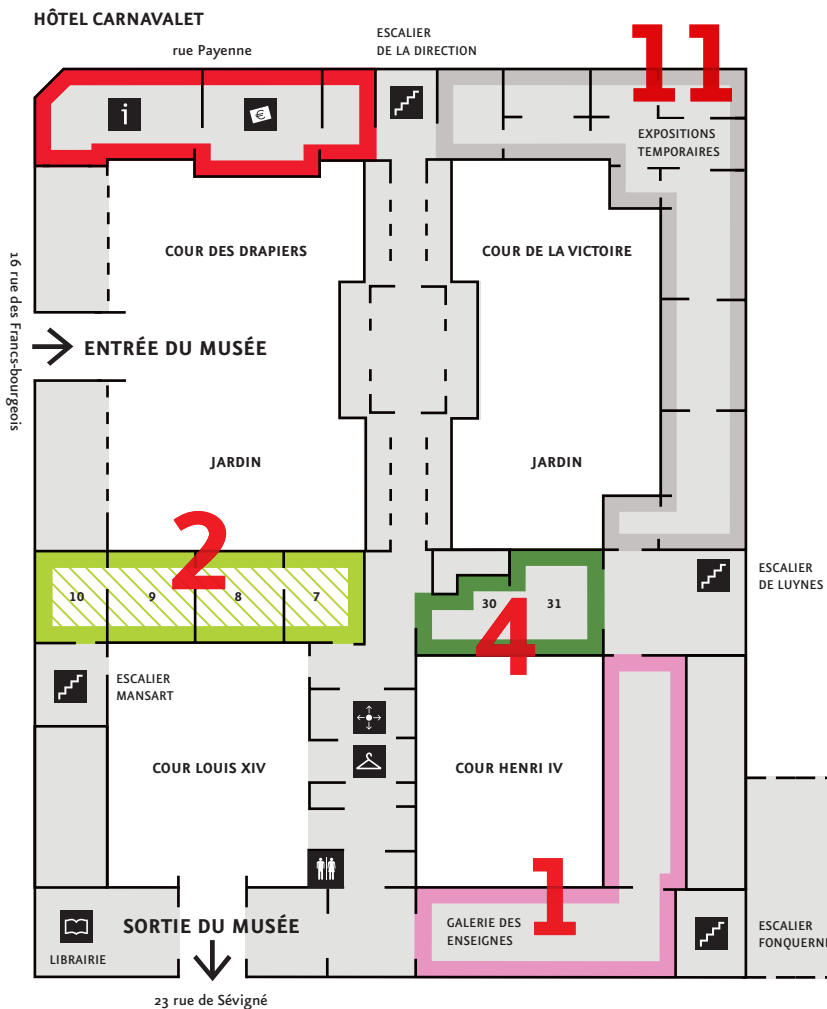 HÔTEL CARNAVALET
rue Payenne
ESCALIER
DE LA DIRECTION
11
i
€
EXPOSITIONS
TEMPORAIRES
COUR DES DRAPIERS
COUR DE LA VICTOIRE
16 rue des Francs-bourgeois
ENTRÉE DU MUSÉE
JARDIN
JARDIN
2
10
9
8
7
30
31
4
ESCALIER
DE LUYNES
ESCALIER
MANSART
COUR LOUIS XIV
COUR HENRI IV
1
GALERIE DES
ENSEIGNES
SORTIE DU MUSÉE
LIBRAIRIE
ESCALIER
FONQUERNI
23 rue de Sévigné